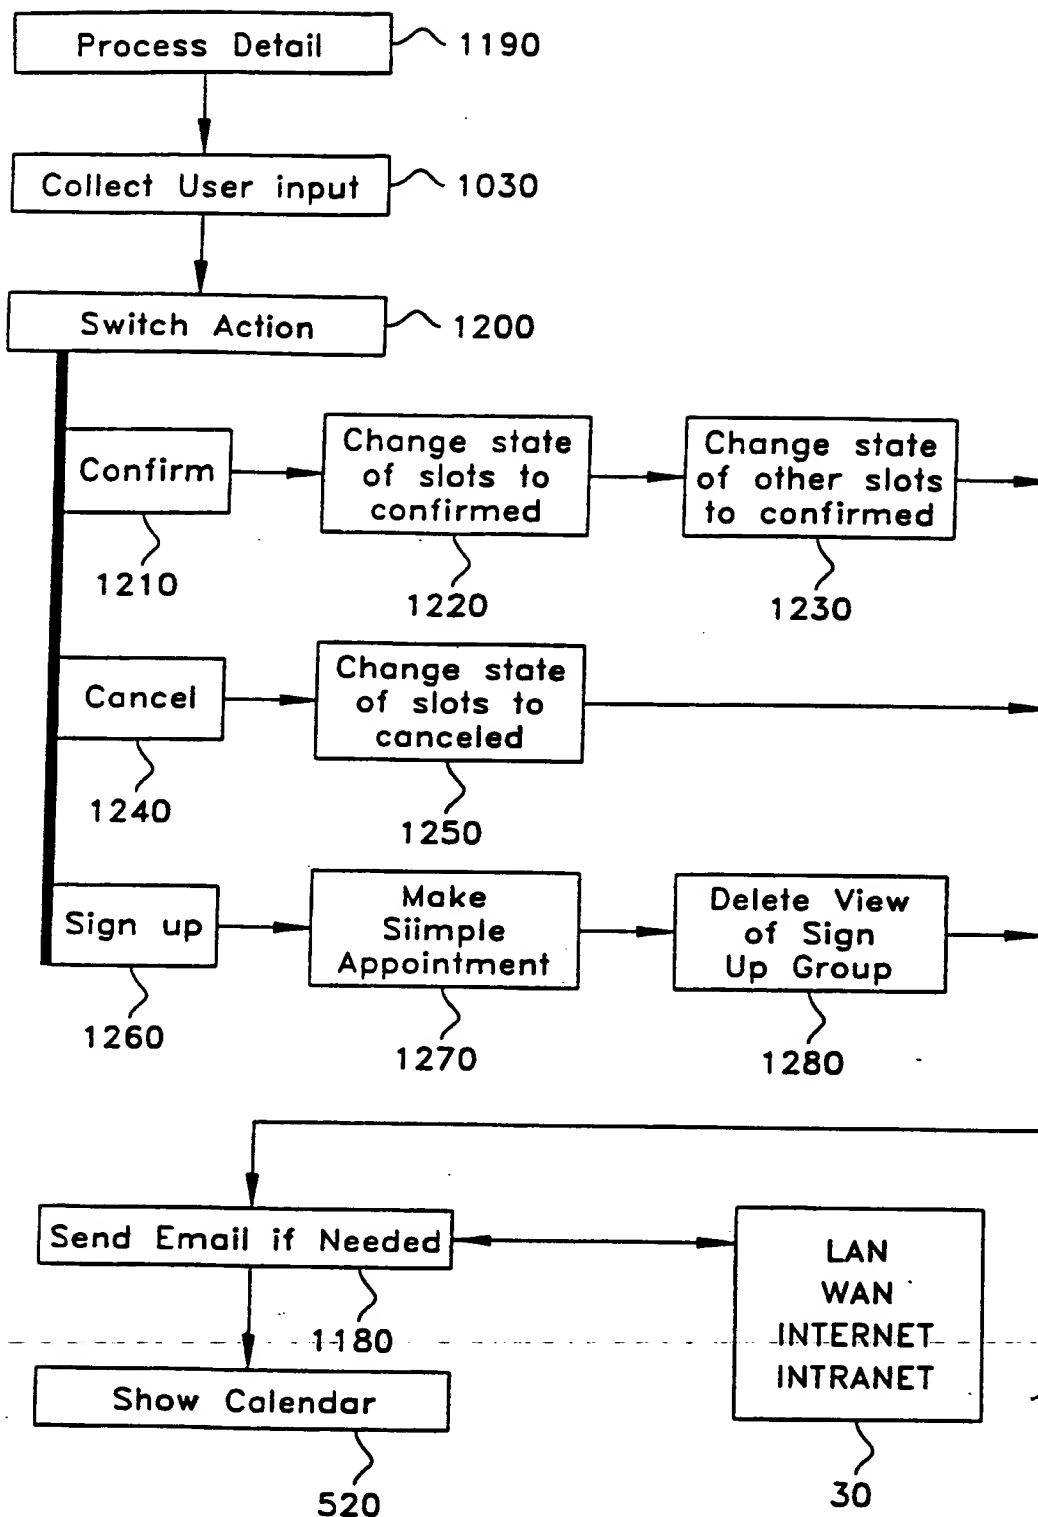 Process Detail
1190
Collect User input
1030
Switch Action
1200
Confirm
1210
Change state
of slots to
confirmed
1220
Change state
of other slots
to confirmed
1230
Cancel
1240
Change state
of slots to
canceled
1250
Sign up
1260
Make
Siimple
Appointment
1270
Delete View
of Sign
Up Group
1280
Send Email if Needed
1180
LAN
WAN
INTERNET
INTRANET
30
Show Calendar
520